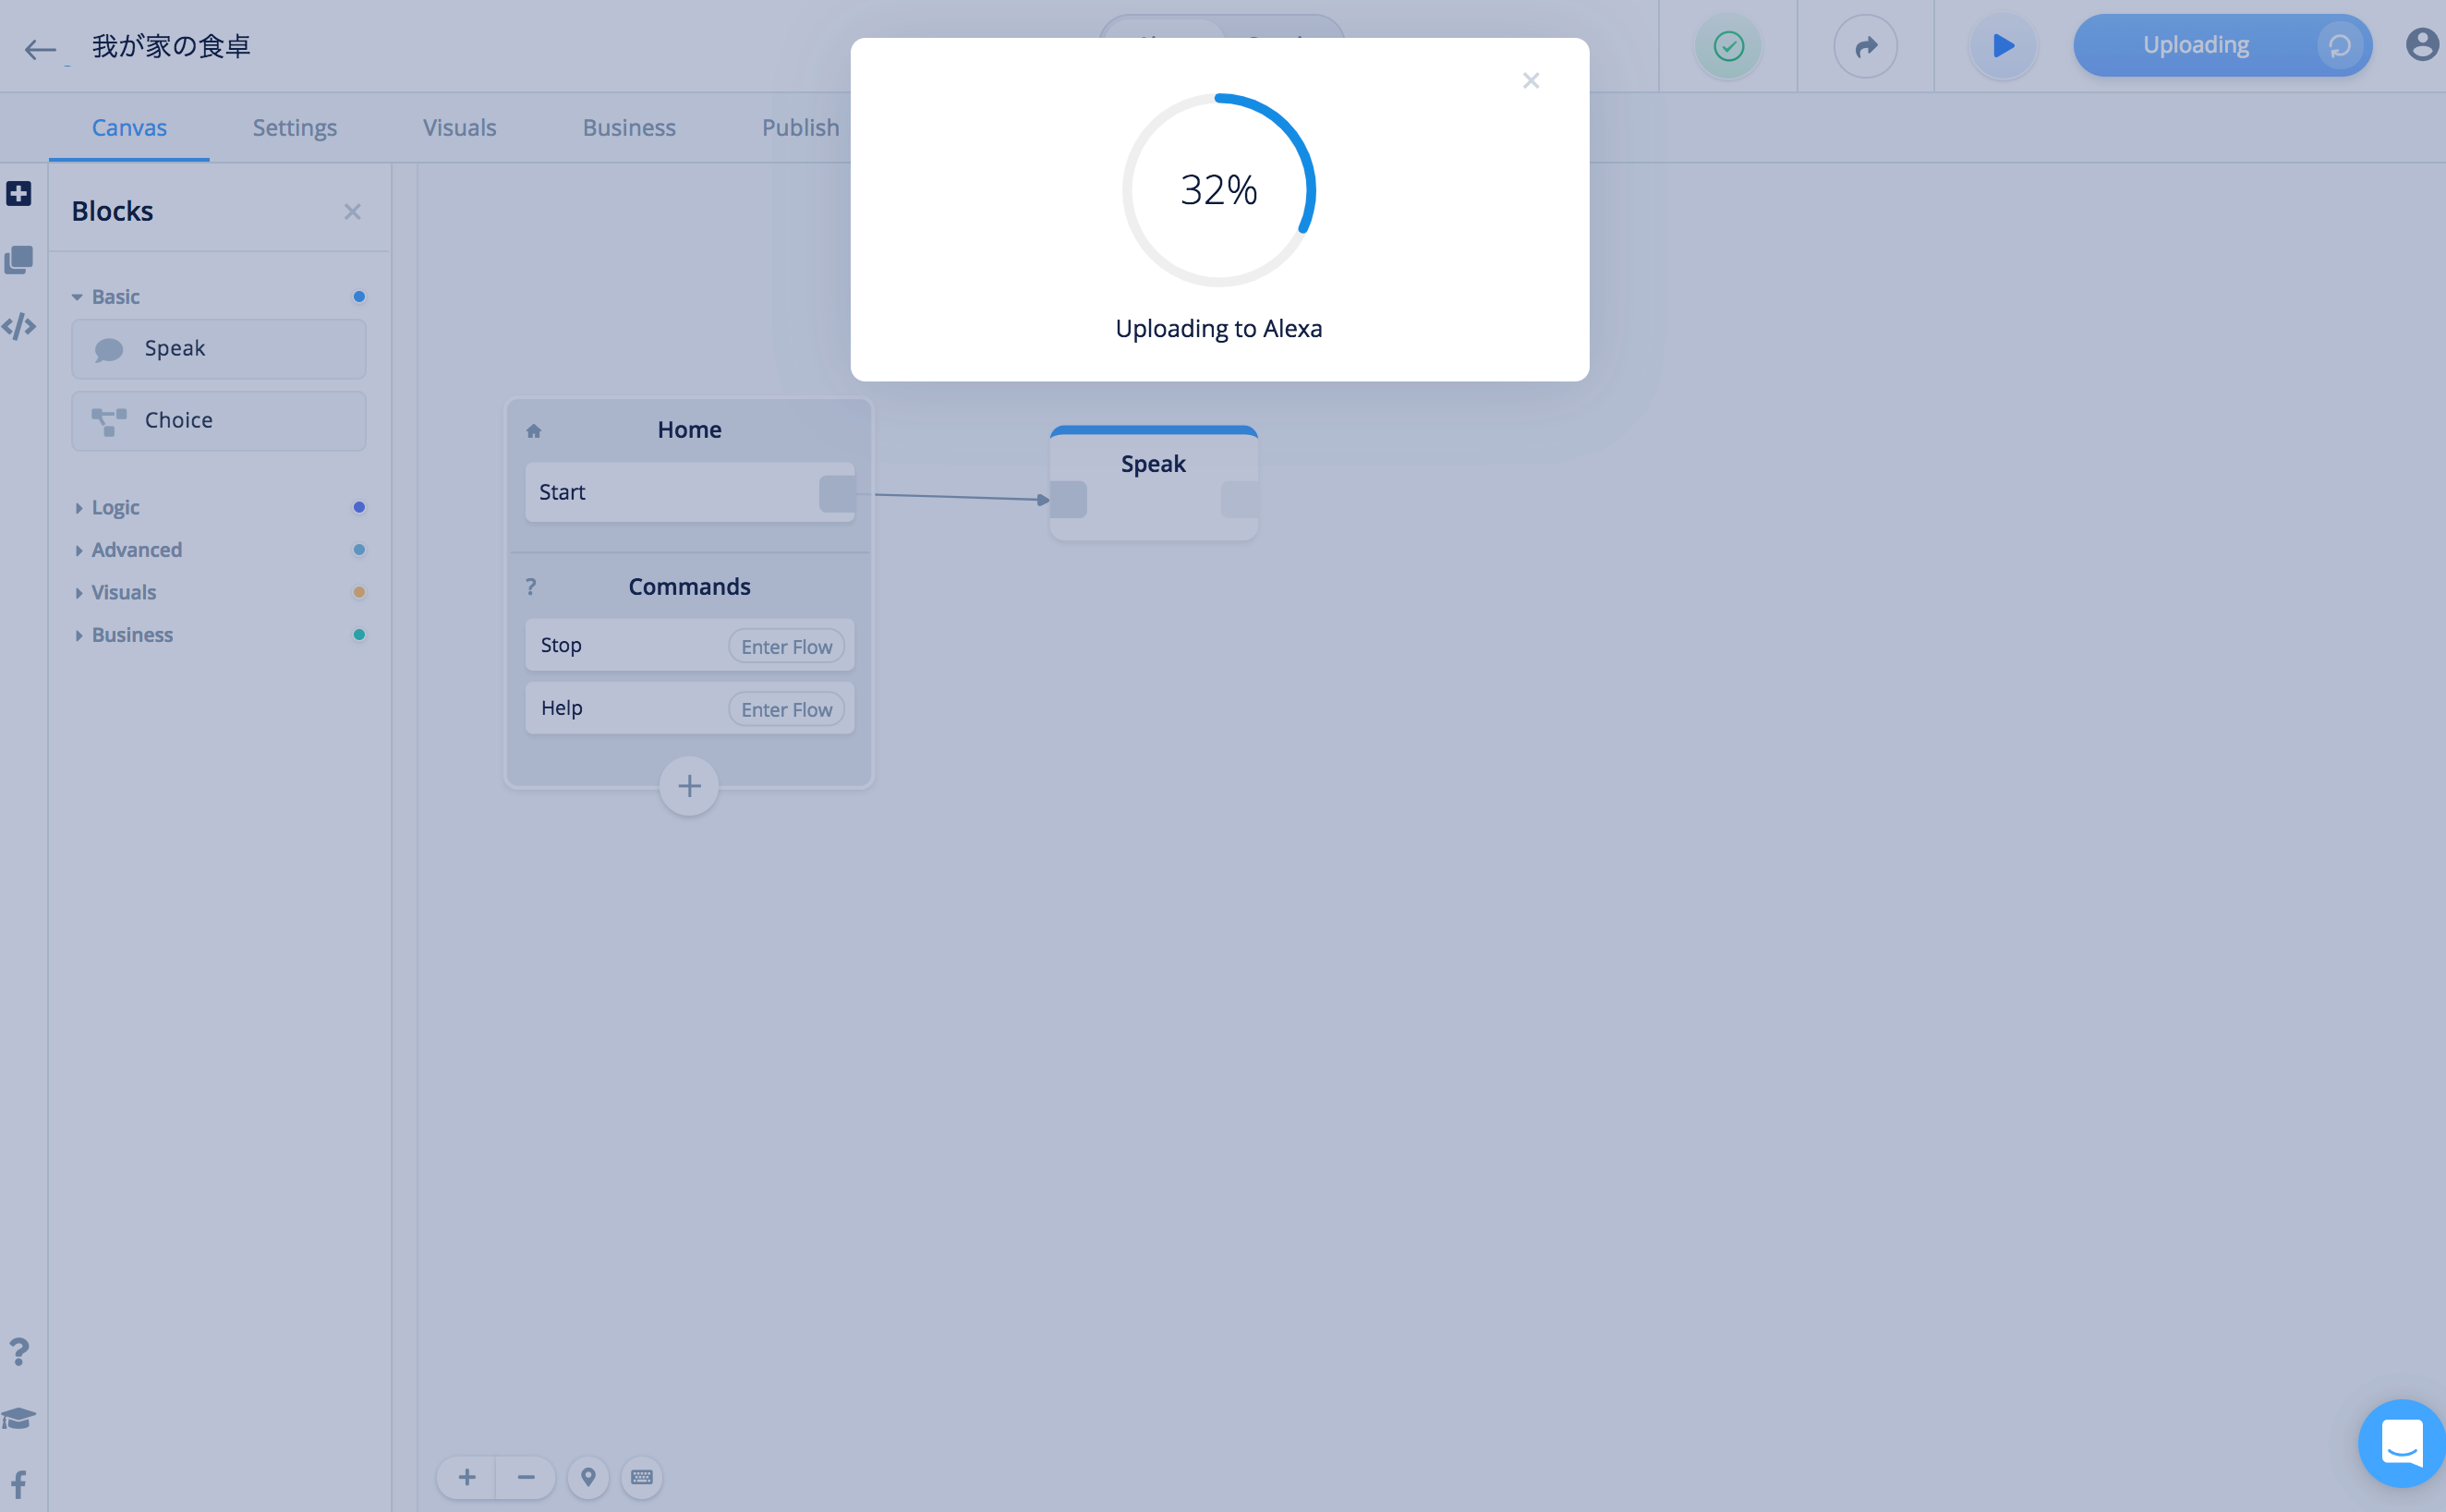 我が家の食卓
Uploading
Canvas
Settings
Visuals
Business
Publish
32%
Uploading to Alexa
Blocks
Basic
Speak
Choice
Logic
Advanced
Visuals
Business
Home
Start
Commands
Stop
Enter Flow
Help
Enter Flow
Speak